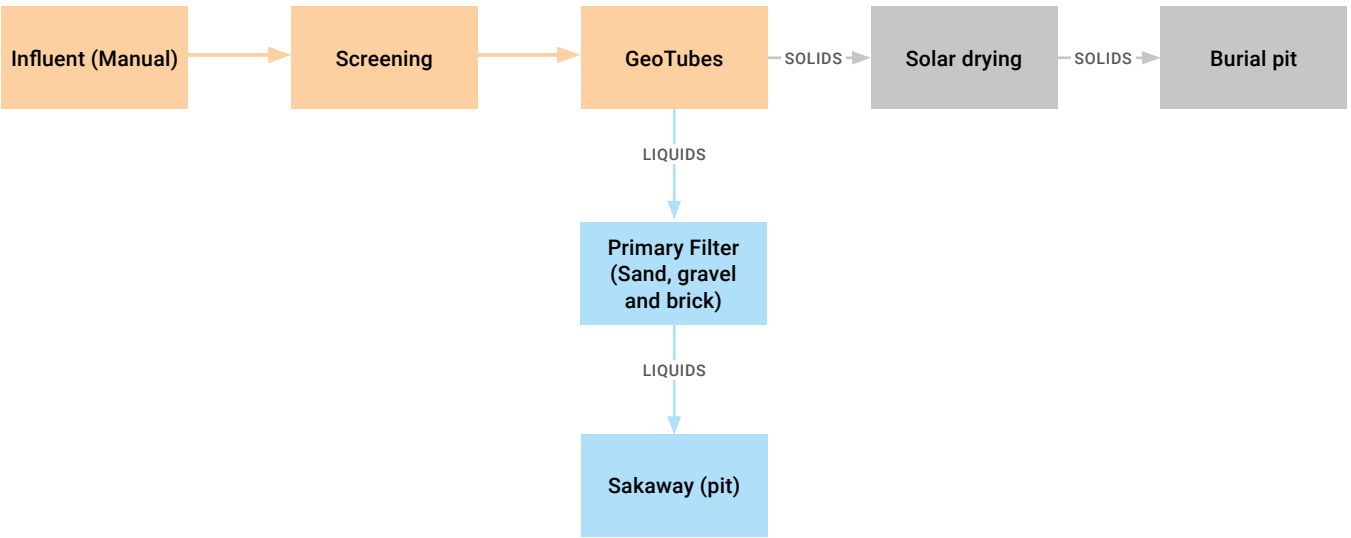 Influent (Manual)
Screening
GeoTubes
SOLIDS
Solar drying
SOLIDS
Burial pit
LIQUIDS
Primary Filter
(Sand, gravel
and brick)
LIQUIDS
Sakaway (pit)